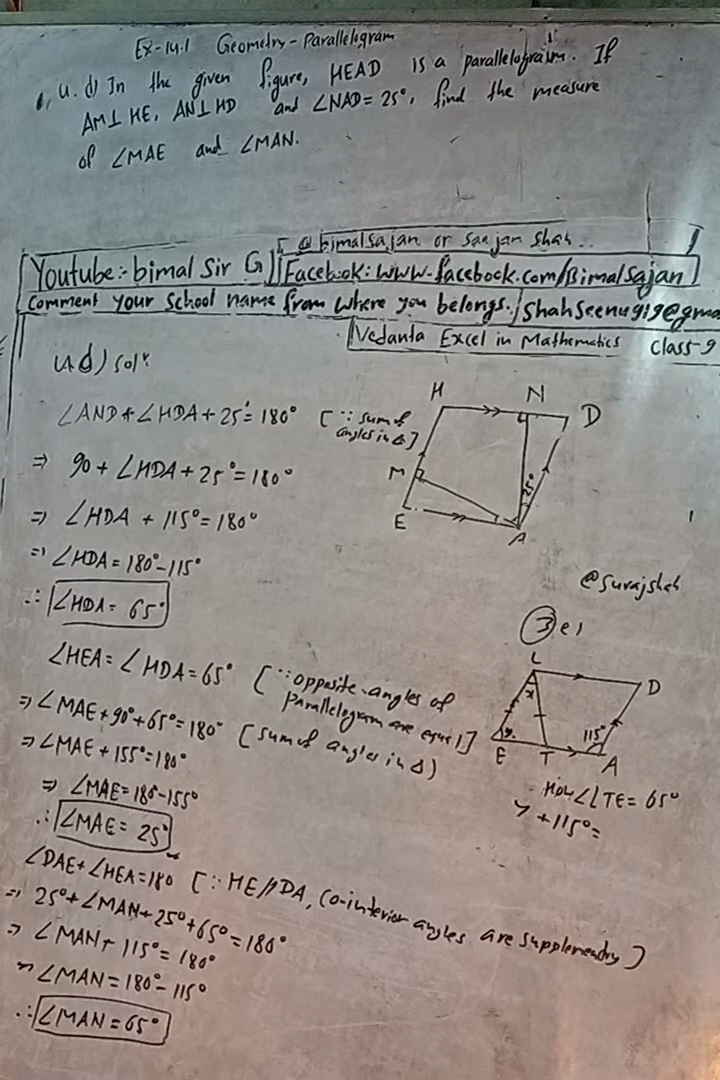 Ex-14.1 Geometry - Parallelogram
4. d) In the given figure, HEAD is a parallelogram. If
AM⊥HE, AN⊥HD and ∠NAD = 25°, find the measure
of ∠MAE and ∠MAN.
@bimalsajan or Saajan Shah..
Youtube:- bimal Sir G
Facebook: www.facebook.com/Bimalsajan
Comment your School name from where you belongs.
Vedanta Excel in Mathematics Class-9
4d) solⁿ
∠AND + ∠HDA + 25° = 180° [∵ sum of
angles in Δ]
⇒ 90 + ∠HDA + 25° = 180°
⇒ ∠HDA + 115° = 180°
⇒ ∠HDA = 180° - 115°
∴ ∠HDA = 65°
H N D
M
25°
E
A
@Surajshah
∠HEA = ∠HDA = 65° [∵ opposite angles of
parallelogram are equal]
⇒ ∠MAE + 90° + 65° = 180° [sum of angles in Δ)
⇒ ∠MAE + 155° = 180°
⇒ ∠MAE = 180° - 155°
∴ ∠MAE = 25°
3 e)
L
D
x
y
115°
E T A
How ∠LTE = 65°
y + 115° =
∠DAE + ∠HEA = 180 [∵ HE//DA, co-interior angles are supplementry)
⇒ 25° + ∠MAN + 25° + 65° = 180°
⇒ ∠MAN + 115° = 180°
⇒ ∠MAN = 180° - 115°
∴ ∠MAN = 65°